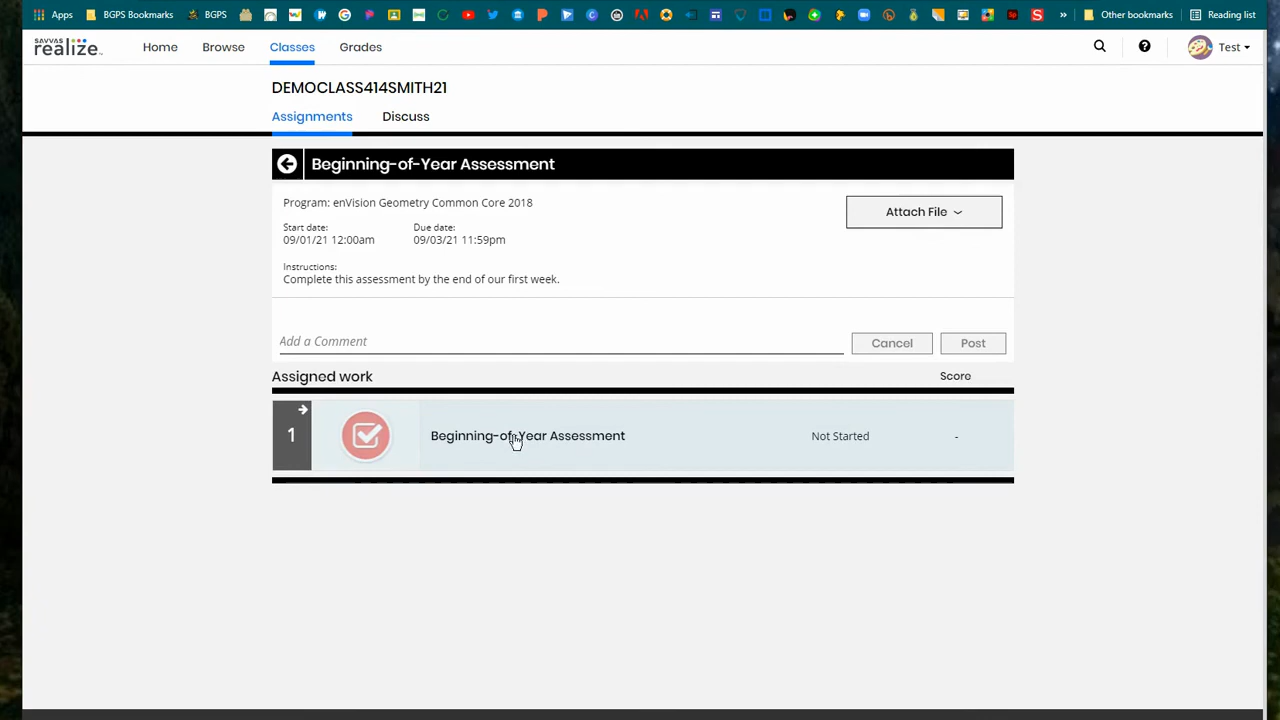 Apps BGPS Bookmarks BGPS Other bookmarks Reading list
SAVVAS
realize™ Home Browse Classes Grades Test
DEMOCLASS414SMITH21
Assignments Discuss
Beginning-of-Year Assessment
Program: enVision Geometry Common Core 2018
Attach File
Start date: Due date:
09/01/21 12:00am 09/03/21 11:59pm
Instructions:
Complete this assessment by the end of our first week.
Add a Comment Cancel Post
Assigned work Score
1 Beginning-of-Year Assessment Not Started -